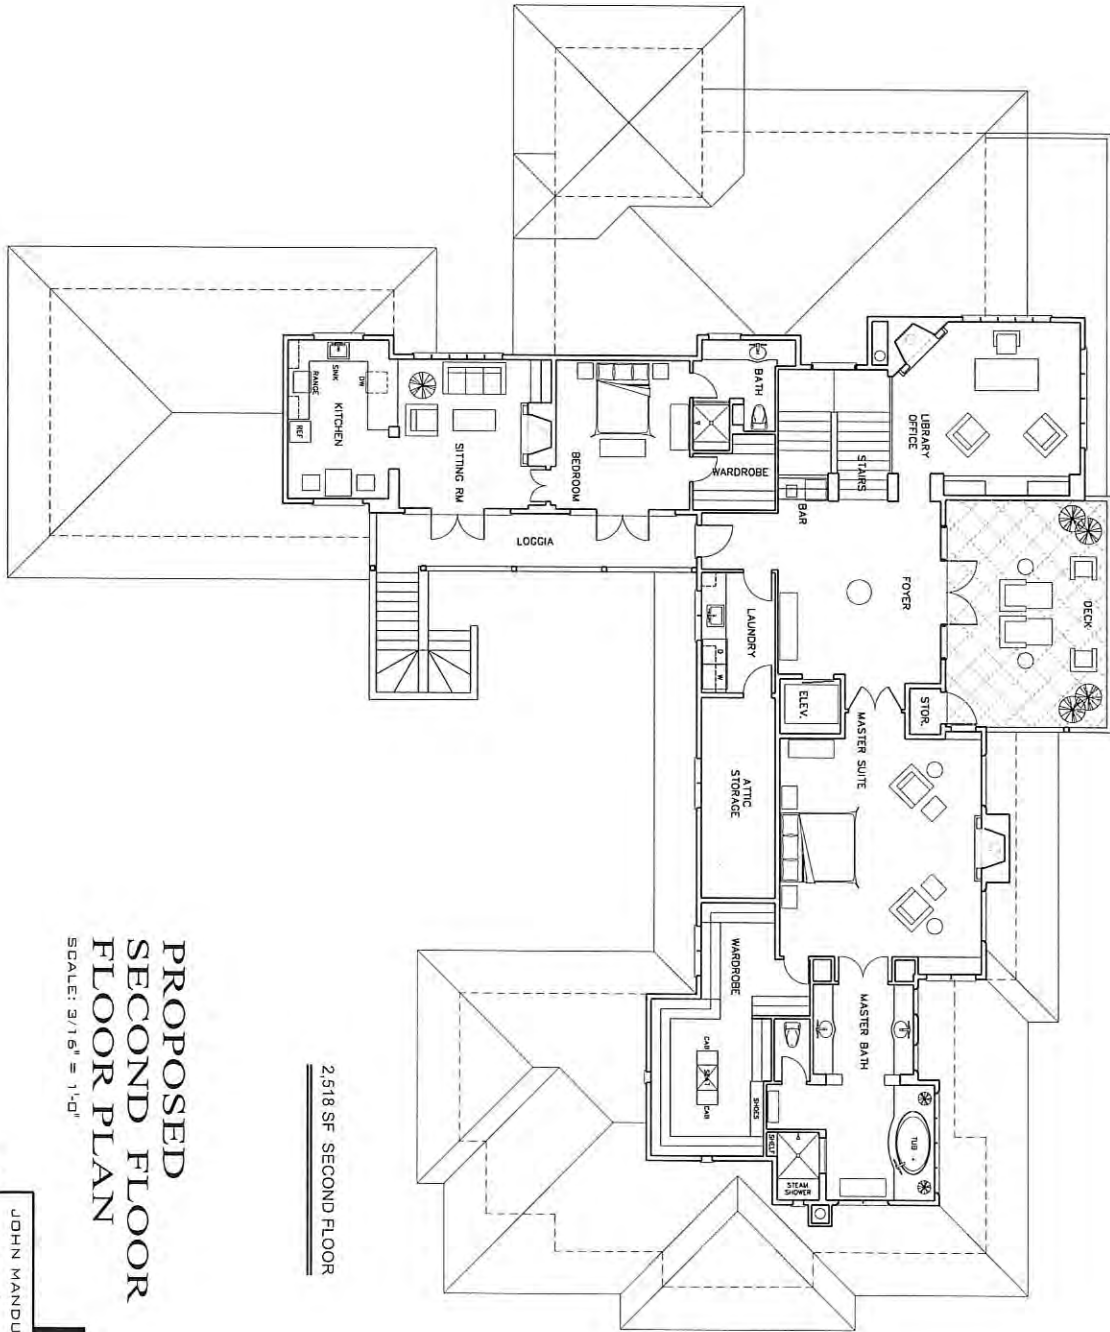 LIBRARY
OFFICE
STAIRS
BATH
WARDROBE
BAR
FOYER
DECK
STOR.
ELEV.
LAUNDRY
D
W
MASTER SUITE
ATTIC
STORAGE
MASTER BATH
TUB
WARDROBE
CAB
SEAT
CAB
SHOES
SHELF
STEAM
SHOWER
BEDROOM
LOGGIA
SITTING RM
KITCHEN
DW
SINK
RANGE
REF
2,518 SF SECOND FLOOR
PROPOSED
SECOND FLOOR
FLOOR PLAN
SCALE: 3/16" = 1'-0"
JOHN MANDU